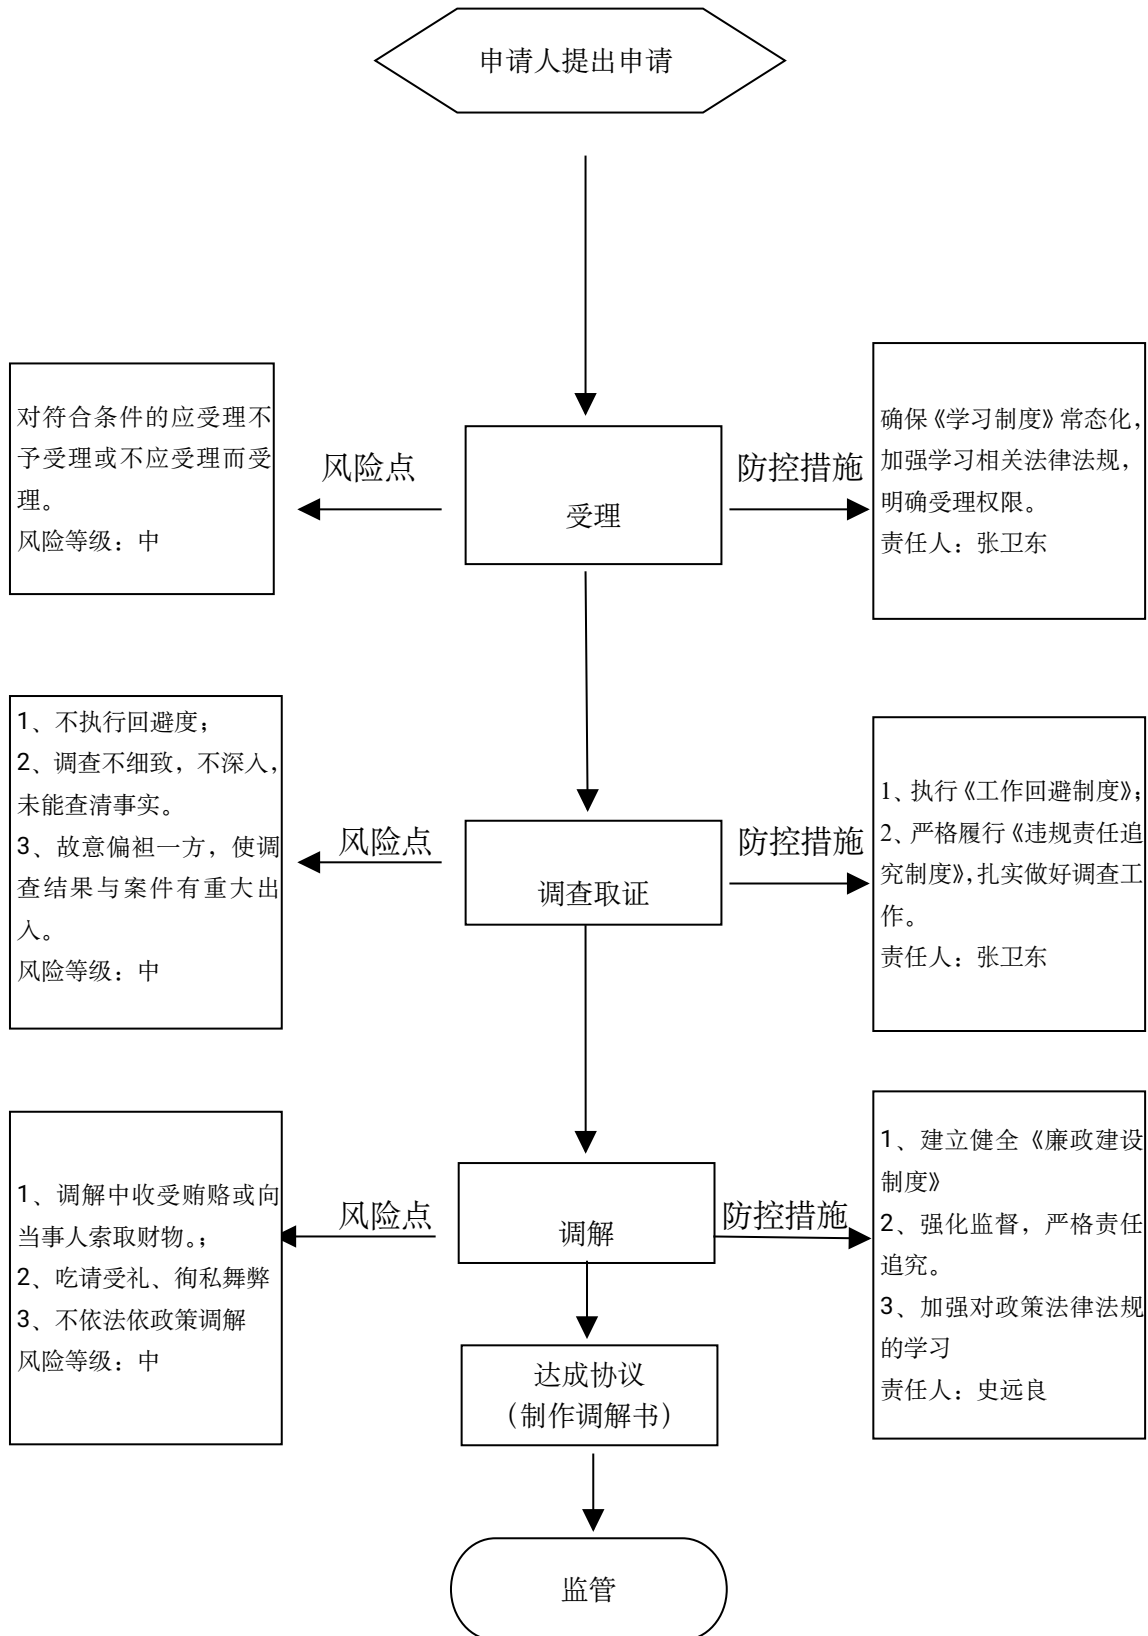 申请人提出申请
对符合条件的应受理不
予受理或不应受理而受
理。
风险等级：中
风险点
受理
防控措施
确保《学习制度》常态化，
加强学习相关法律法规，
明确受理权限。
责任人：张卫东
1、不执行回避度；
2、调查不细致，不深入，
未能查清事实。
3、故意偏袒一方，使调
查结果与案件有重大出
入。
风险等级：中
风险点
调查取证
防控措施
1、执行《工作回避制度》；
2、严格履行《违规责任追
究制度》，扎实做好调查工
作。
责任人：张卫东
1、调解中收受贿赂或向
当事人索取财物。；
2、吃请受礼、徇私舞弊
3、不依法依政策调解
风险等级：中
风险点
调解
防控措施
1、建立健全《廉政建设
制度》
2、强化监督，严格责任
追究。
3、加强对政策法律法规
的学习
责任人：史远良
达成协议
（制作调解书）
监管